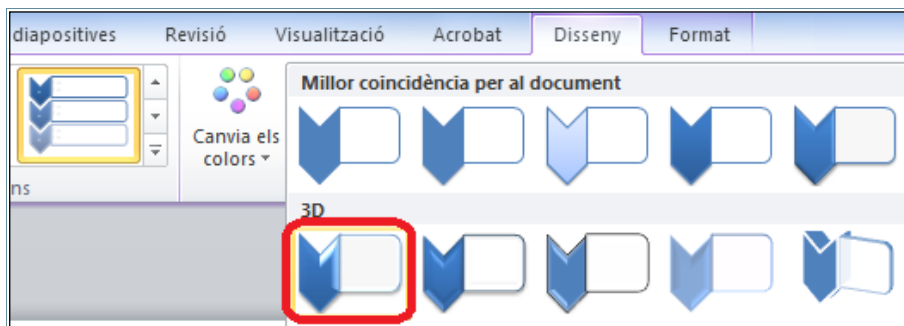 diapositives Revisió Visualització Acrobat Disseny Format
Millor coincidència per al document
Canvia els
colors
ns
3D